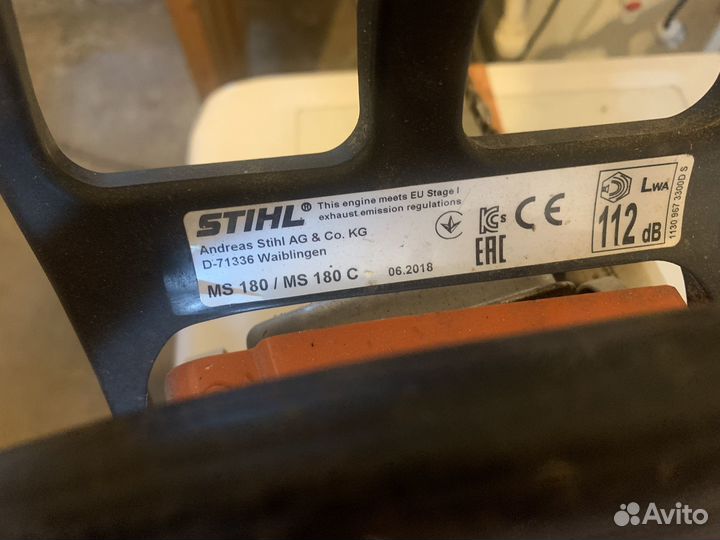 STIHL®
This engine meets EU Stage I
exhaust emission regulations
Andreas Stihl AG & Co. KG
D-71336 Waiblingen
MS 180 / MS 180 C 06.2018
KCs
CE
EAC
LWA
112 dB
1130 967 3300D S
Avito